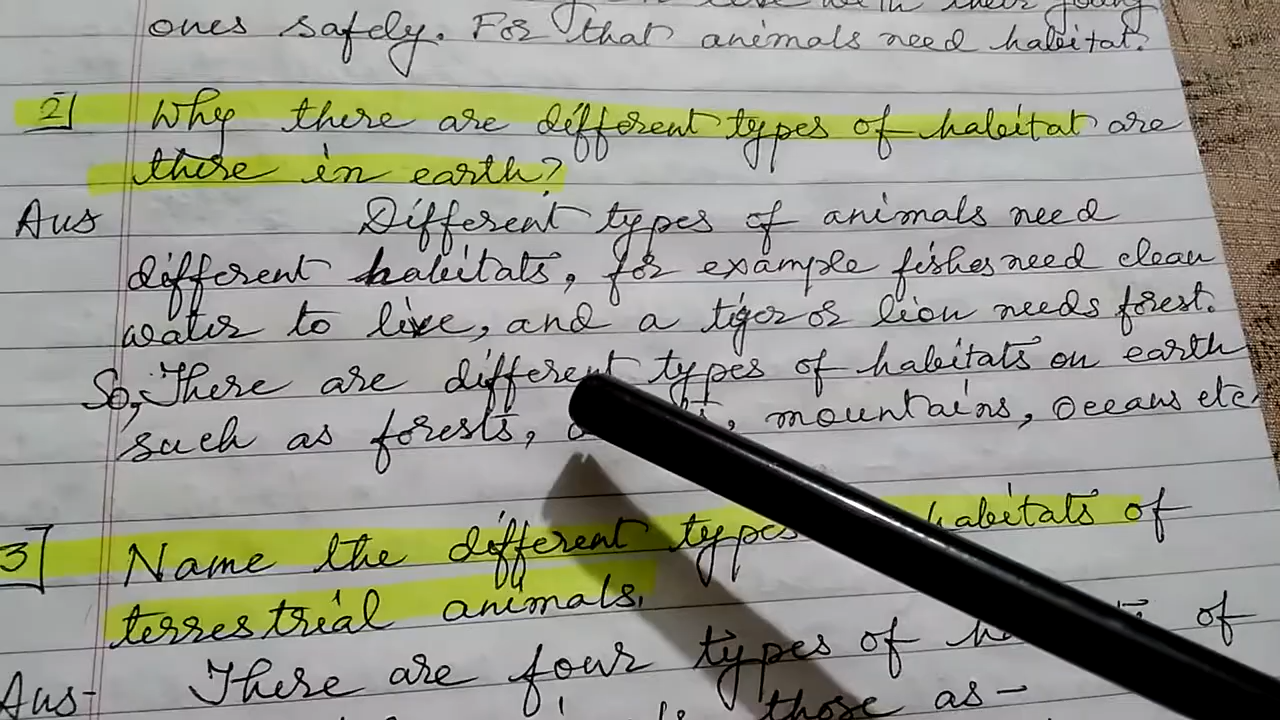 ones safely. For that animals need habitat.
2] Why there are different types of habitat are
there in earth?
Ans Different types of animals need
different habitats, for example fishes need clean
water to live, and a tiger or lion needs forest.
So, There are different types of habitats on earth
such as forests, mountains, oceans etc.
3] Name the different types habitats of
terrestrial animals.
Ans- There are four types of of
those as-